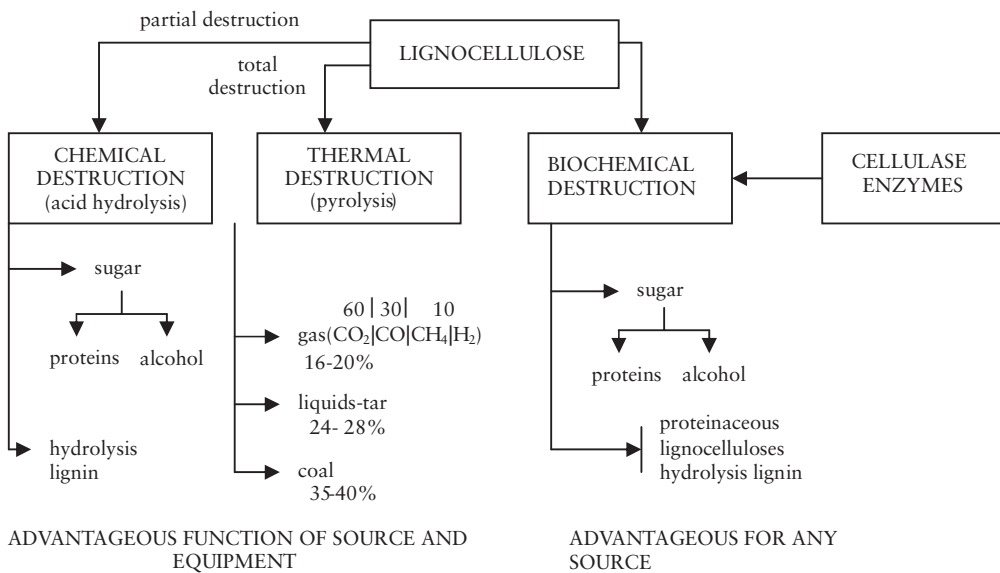 partial destruction
LIGNOCELLULOSE
total
destruction
CHEMICAL
DESTRUCTION
(acid hydrolysis)
THERMAL
DESTRUCTION
(pyrolysis)
BIOCHEMICAL
DESTRUCTION
CELLULASE
ENZYMES
sugar
proteins alcohol
hydrolysis
lignin
60 | 30 | 10
gas(CO₂|CO|CH₄|H₂)
16-20%
liquids-tar
24- 28%
coal
35-40%
sugar
proteins alcohol
proteinaceous
lignocelluloses
hydrolysis lignin
ADVANTAGEOUS FUNCTION OF SOURCE AND
EQUIPMENT
ADVANTAGEOUS FOR ANY
SOURCE